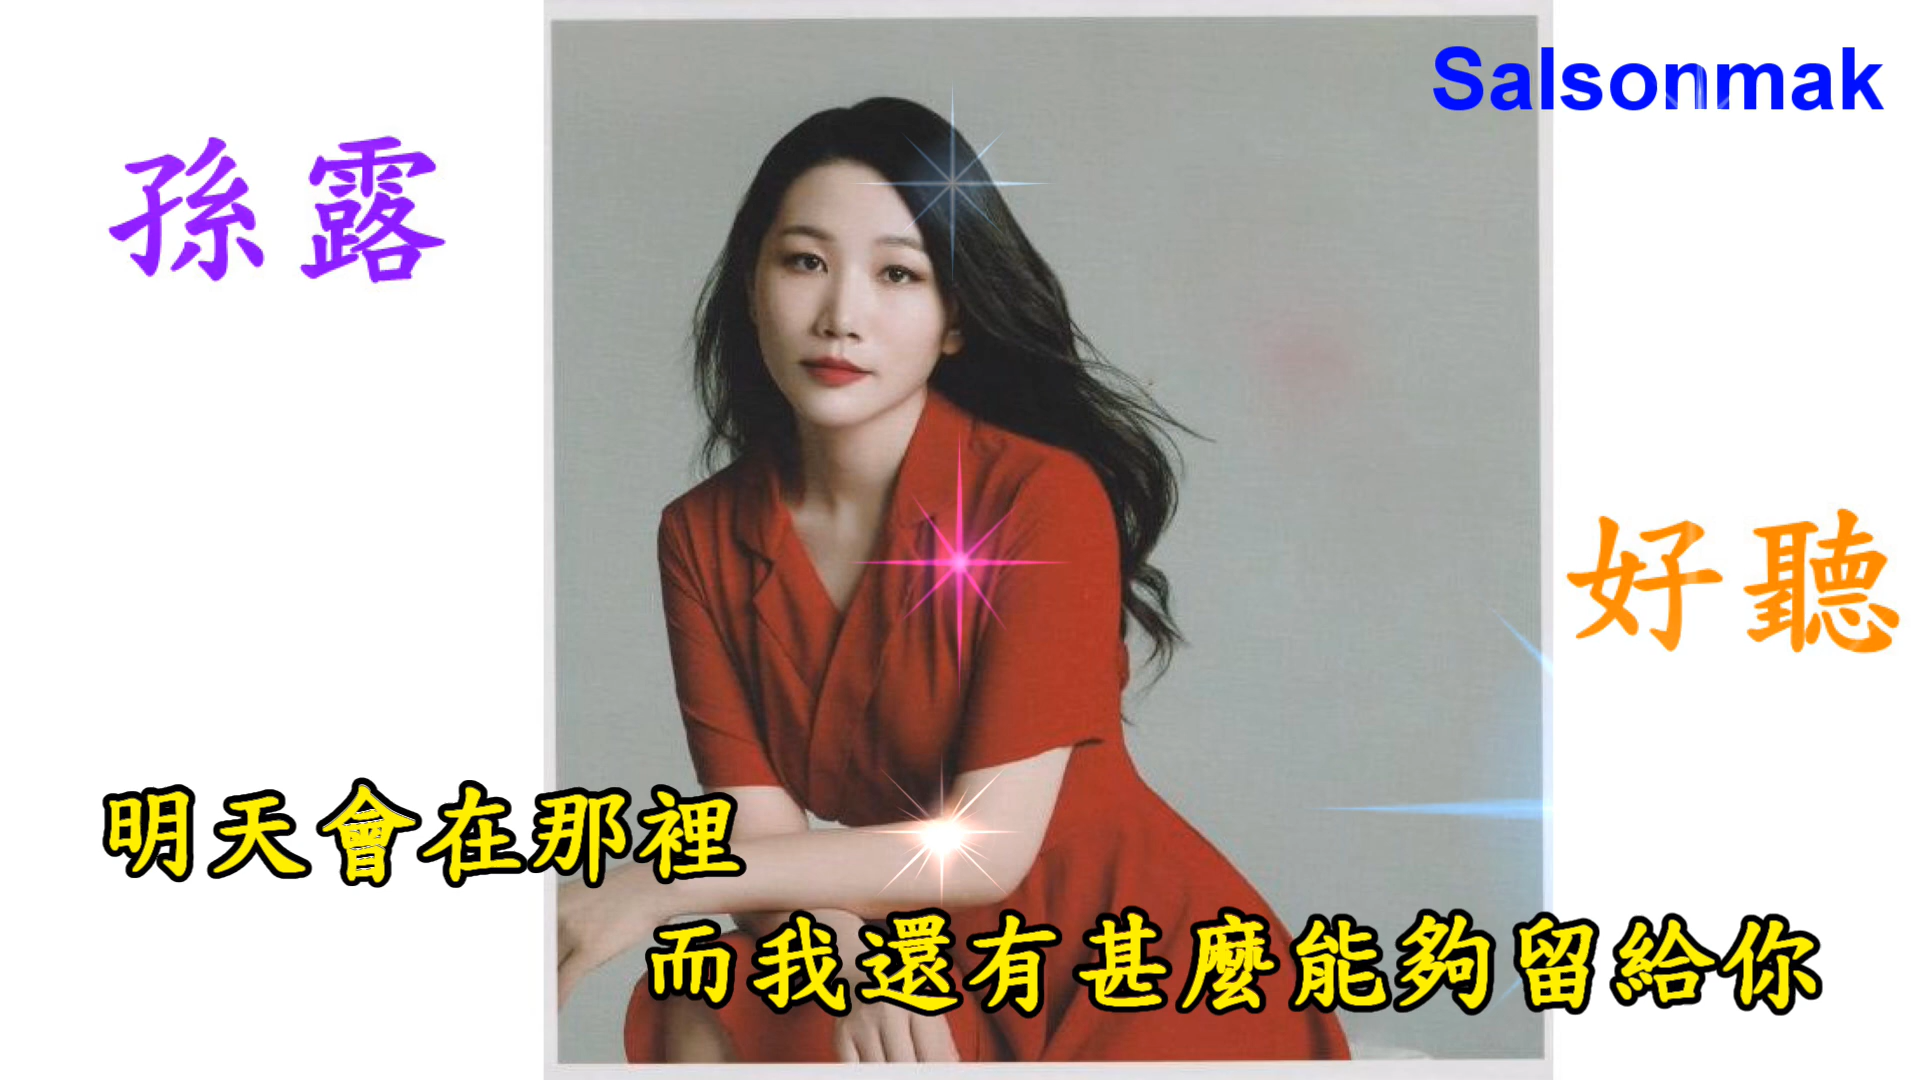 Salsonmak
孫露
好聽
明天會在那裡
而我還有甚麼能夠留給你